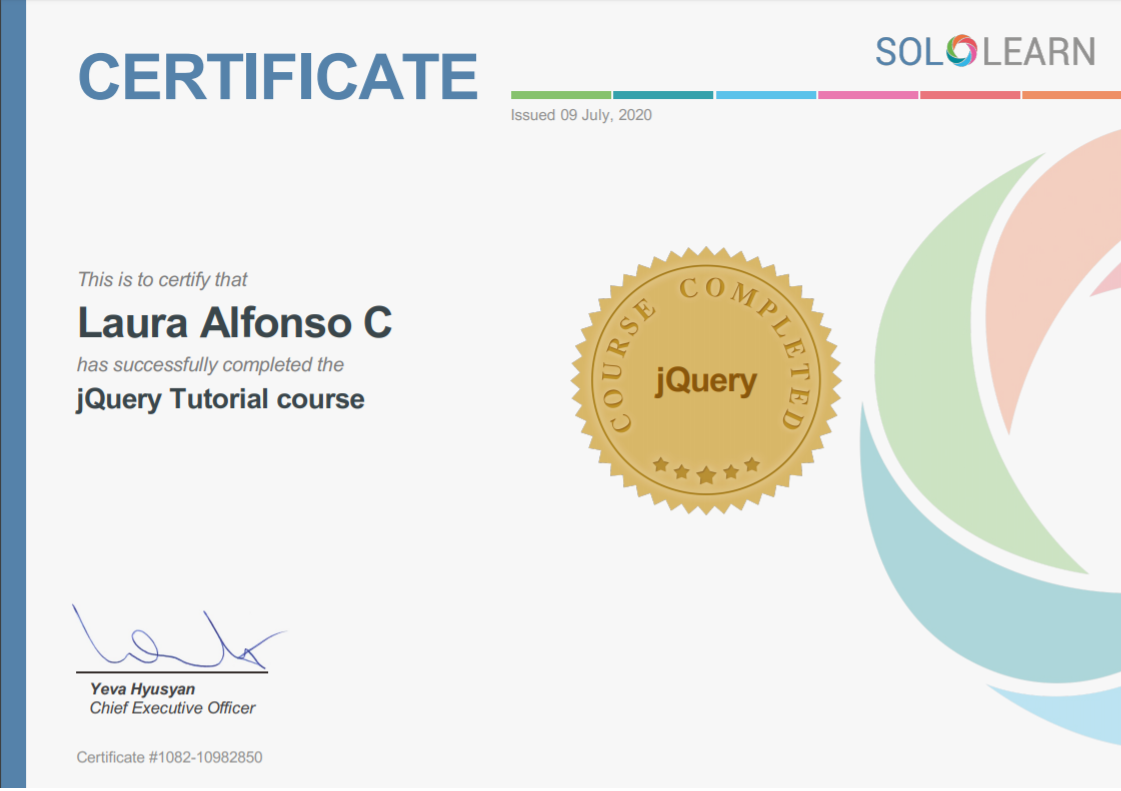 CERTIFICATE
SOLOLEARN
Issued 09 July, 2020
This is to certify that
Laura Alfonso C
has successfully completed the
jQuery Tutorial course
COURSE COMPLETED
jQuery
Yeva Hyusyan
Chief Executive Officer
Certificate #1082-10982850